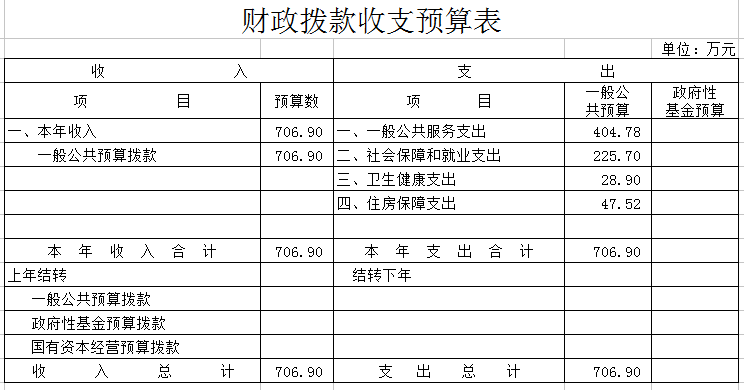 财政拨款收支预算表
单位：万元
收 入 支 出
项 目 预算数 项 目 一般公共预算 政府性基金预算
一、本年收入 706.90 一、一般公共服务支出 404.78
一般公共预算拨款 706.90 二、社会保障和就业支出 225.70
三、卫生健康支出 28.90
四、住房保障支出 47.52
本 年 收 入 合 计 706.90 本 年 支 出 合 计 706.90
上年结转 结转下年
一般公共预算拨款
政府性基金预算拨款
国有资本经营预算拨款
收 入 总 计 706.90 支 出 总 计 706.90